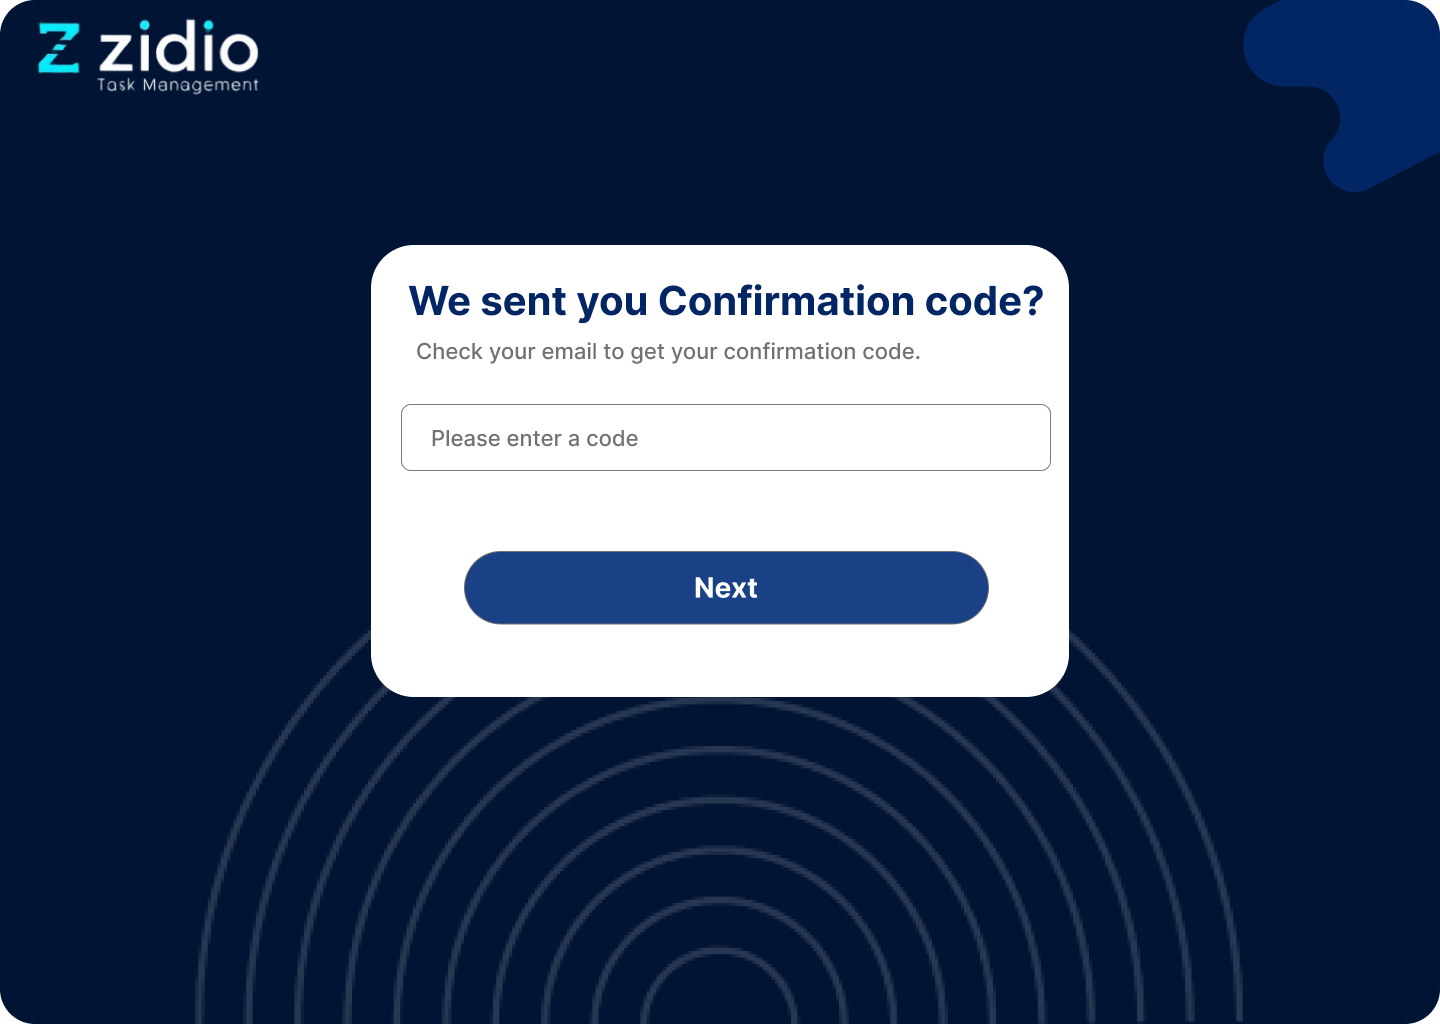 zidio
Task Management
We sent you Confirmation code?
Check your email to get your confirmation code.
Please enter a code
Next